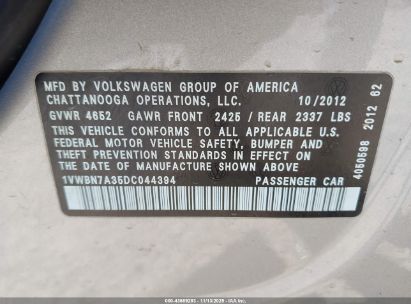 MFD BY VOLKSWAGEN GROUP OF AMERICA
CHATTANOOGA OPERATIONS, LLC. 10/2012
GVWR 4652 GAWR FRONT 2425 / REAR 2337 LBS
THIS VEHICLE CONFORMS TO ALL APPLICABLE U.S.
FEDERAL MOTOR VEHICLE SAFETY, BUMPER AND
THEFT PREVENTION STANDARDS IN EFFECT ON
THE DATE OF MANUFACTURE SHOWN ABOVE.
1VWBN7A35DC044394 PASSENGER CAR
4050598 2012 62